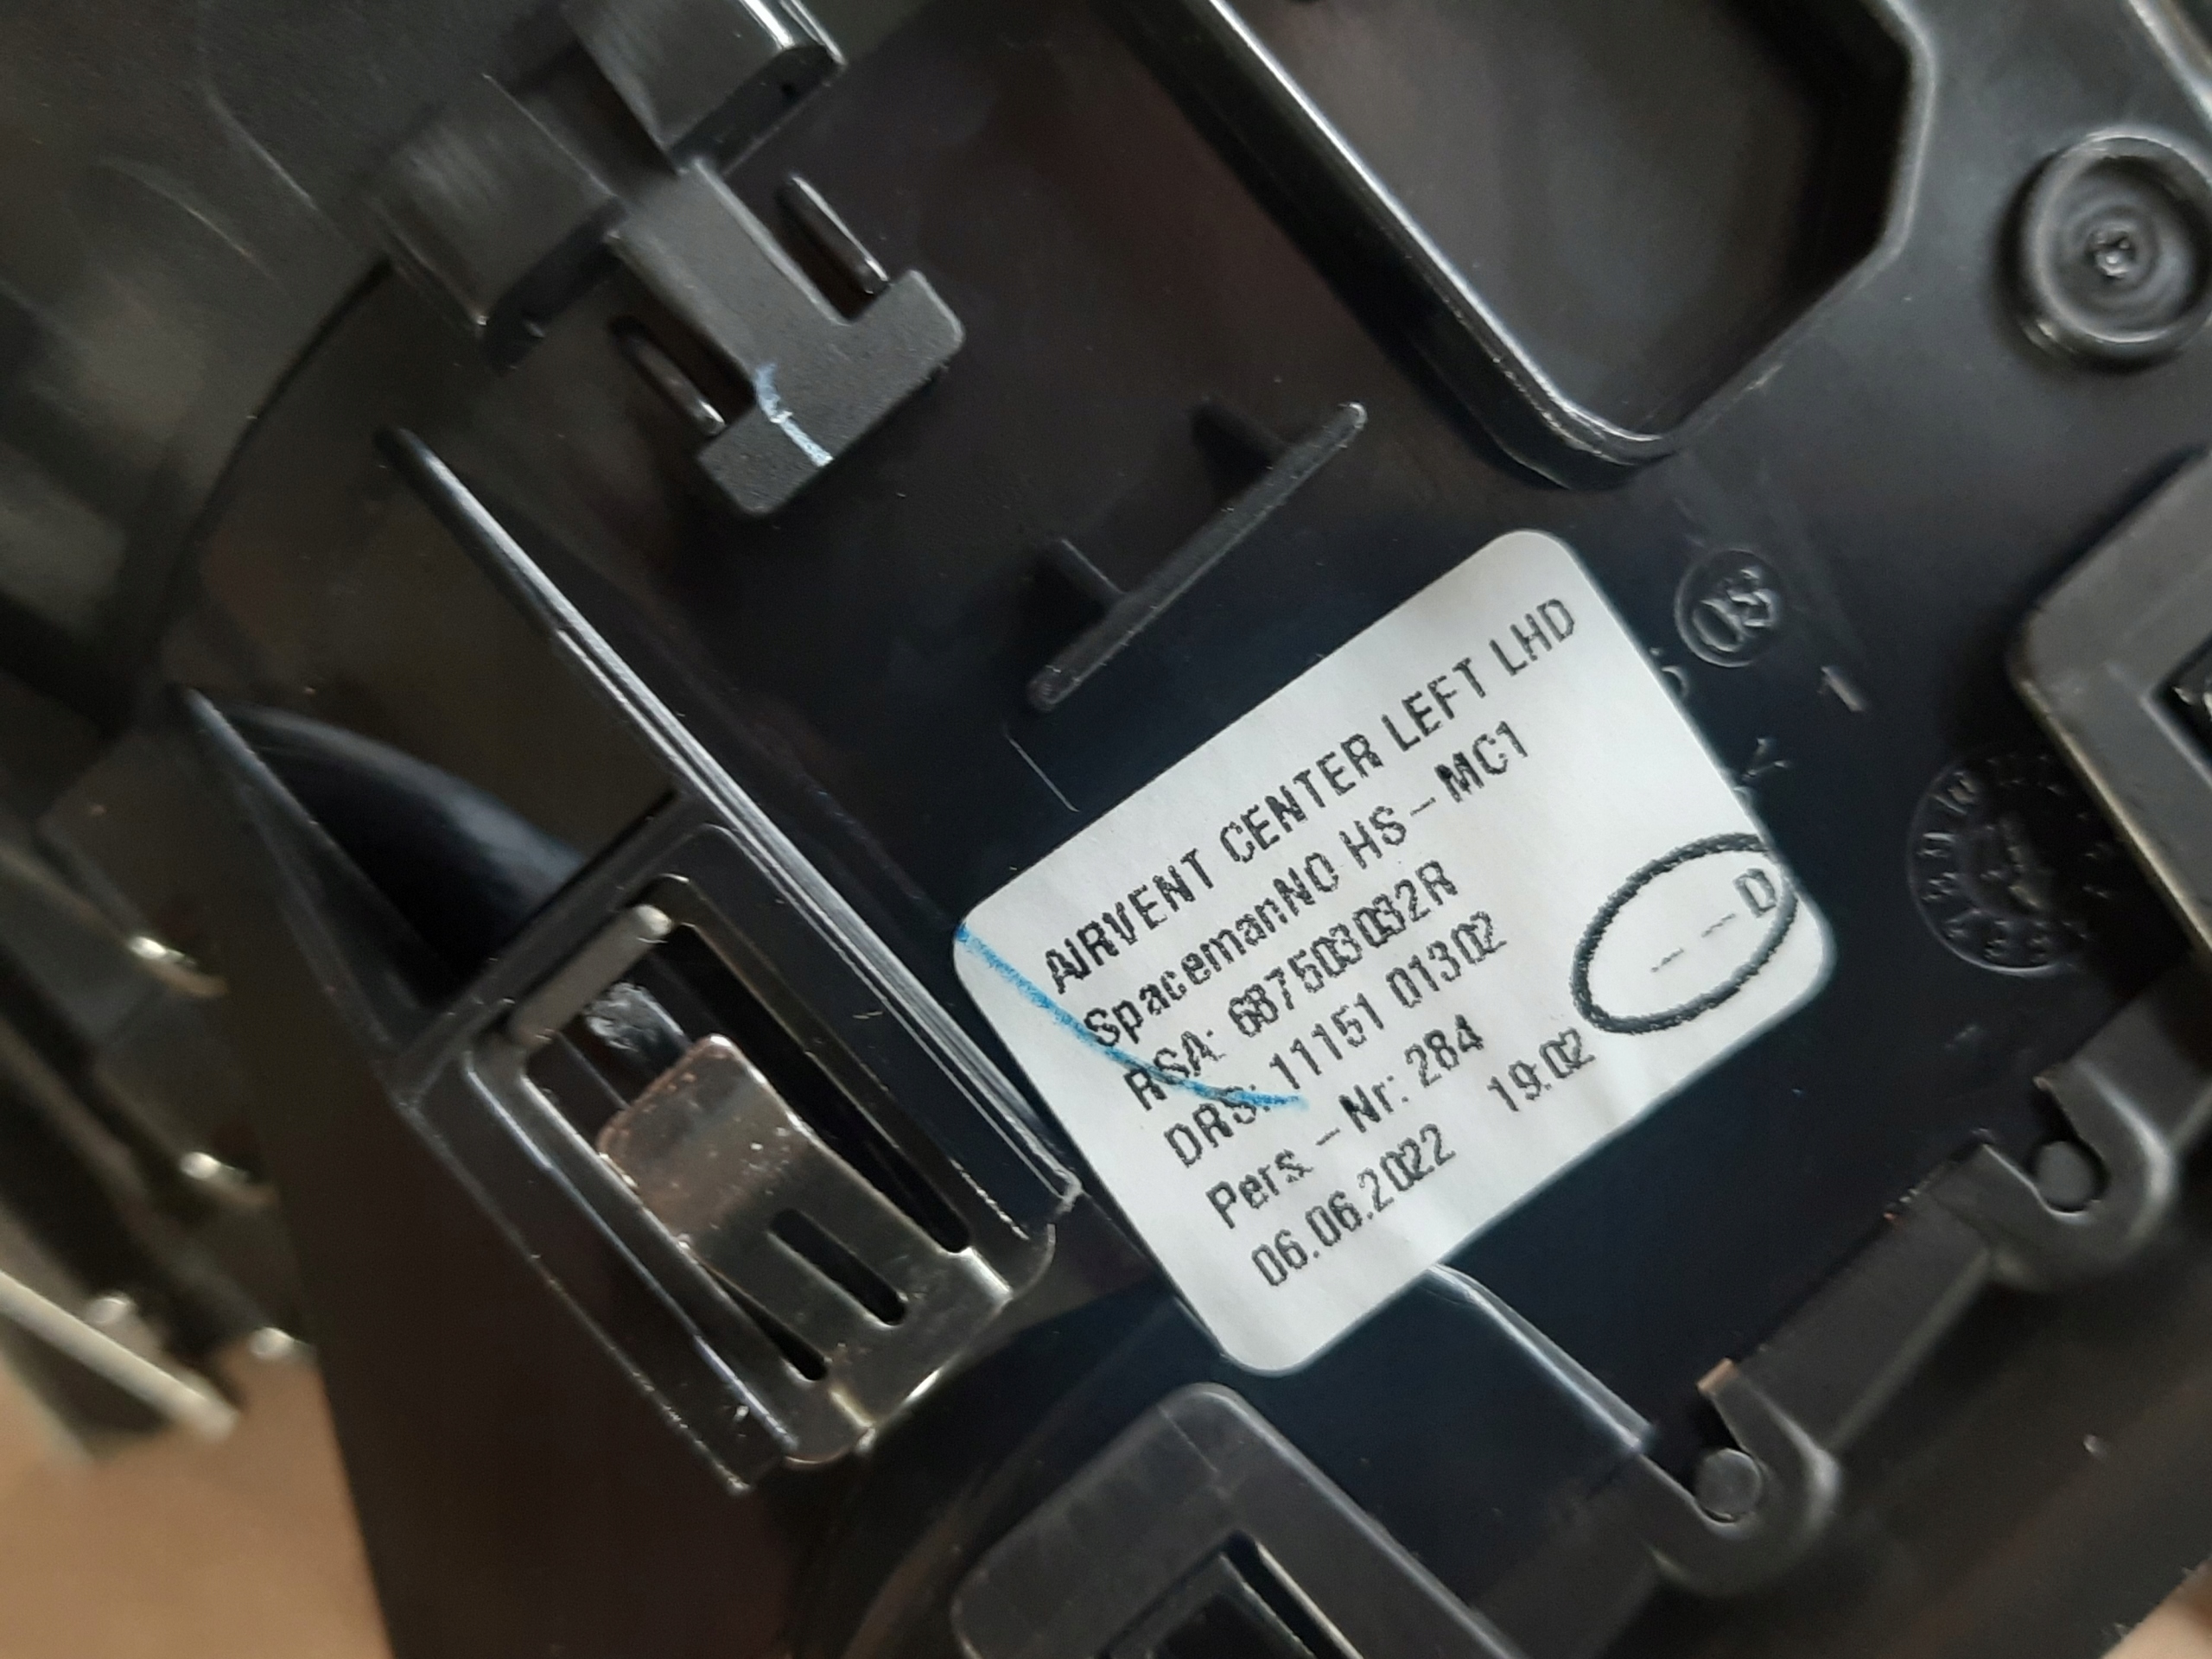 AIRVENT CENTER LEFT LHD
SpacemanNO HS-MC1
RSA: 687503032R
DRS: 11151 01302
Pers.-Nr: 284
06.06.2022 19:02
---D
03